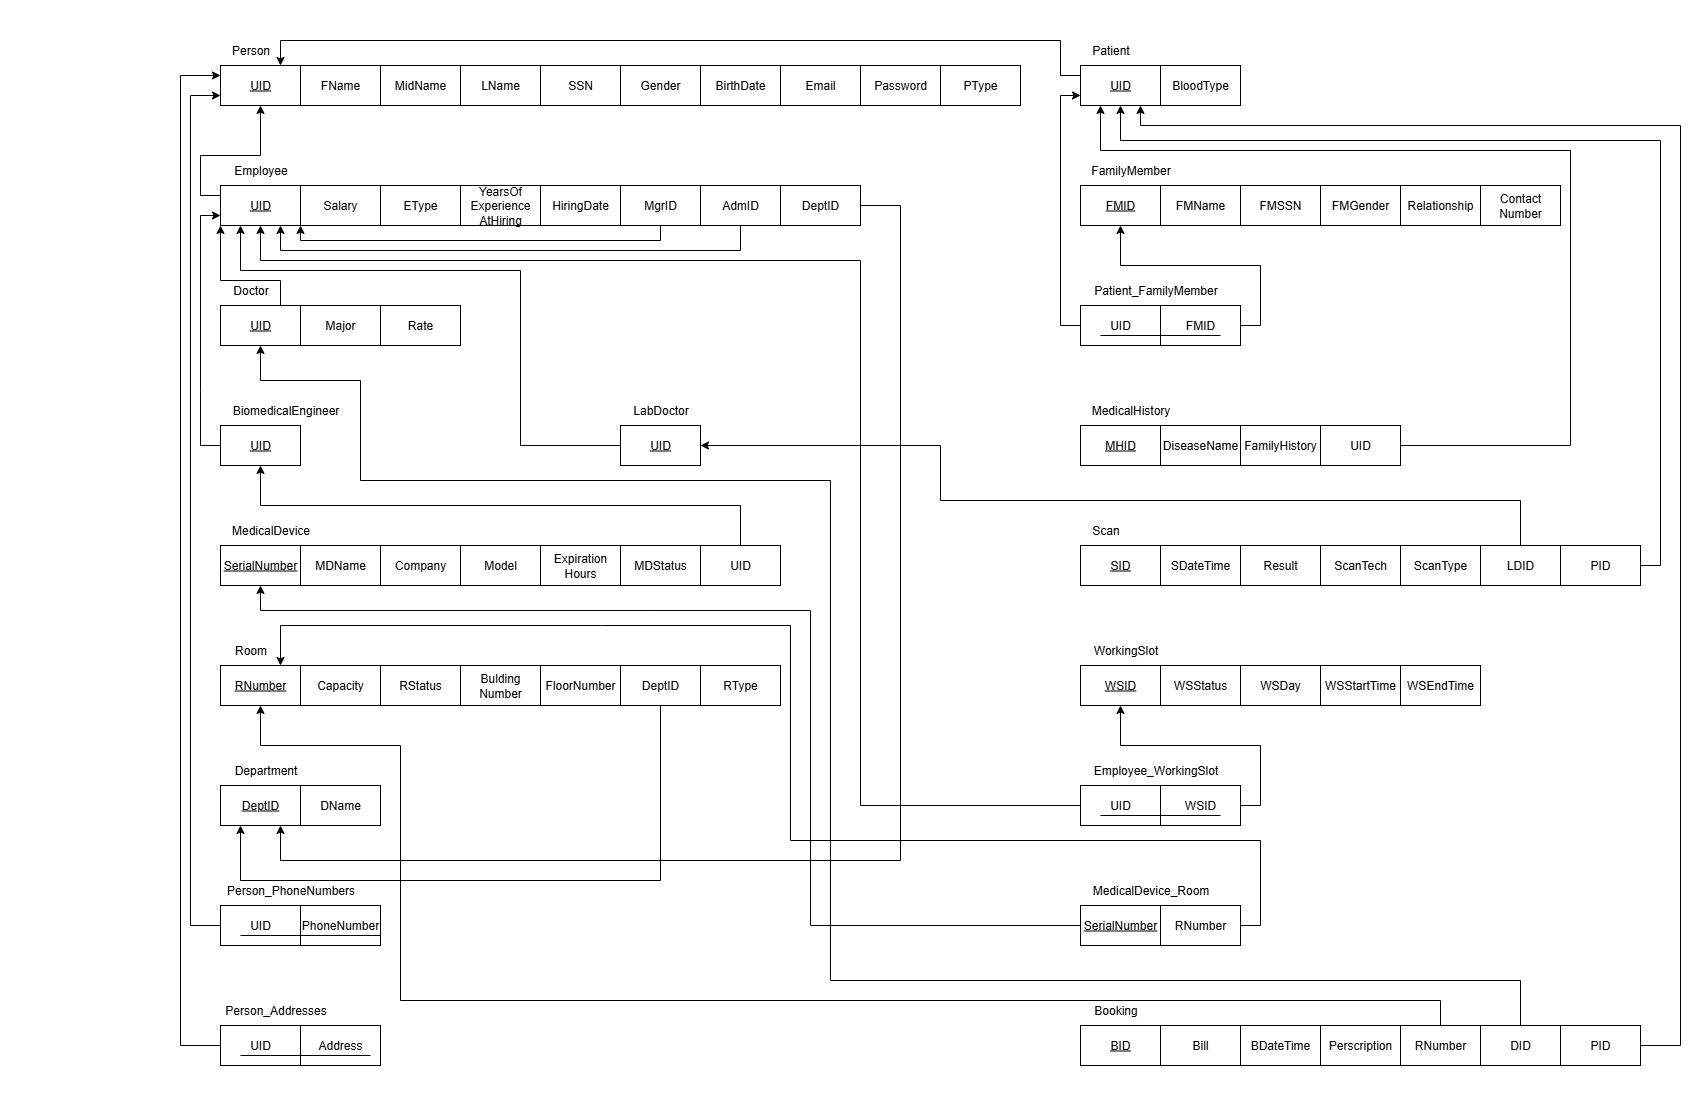 Person
UID FName MidName LName SSN Gender BirthDate Email Password PType
Patient
UID BloodType
Employee
UID Salary EType YearsOf Experience AtHiring HiringDate MgrID AdmID DeptID
FamilyMember
FMID FMName FMSSN FMGender Relationship Contact Number
Doctor
UID Major Rate
Patient_FamilyMember
UID FMID
BiomedicalEngineer
UID
LabDoctor
UID
MedicalHistory
MHID DiseaseName FamilyHistory UID
MedicalDevice
SerialNumber MDName Company Model Expiration Hours MDStatus UID
Scan
SID SDateTime Result ScanTech ScanType LDID PID
Room
RNumber Capacity RStatus Bulding Number FloorNumber DeptID RType
WorkingSlot
WSID WSStatus WSDay WSStartTime WSEndTime
Department
DeptID DName
Employee_WorkingSlot
UID WSID
Person_PhoneNumbers
UID PhoneNumber
MedicalDevice_Room
SerialNumber RNumber
Person_Addresses
UID Address
Booking
BID Bill BDateTime Perscription RNumber DID PID